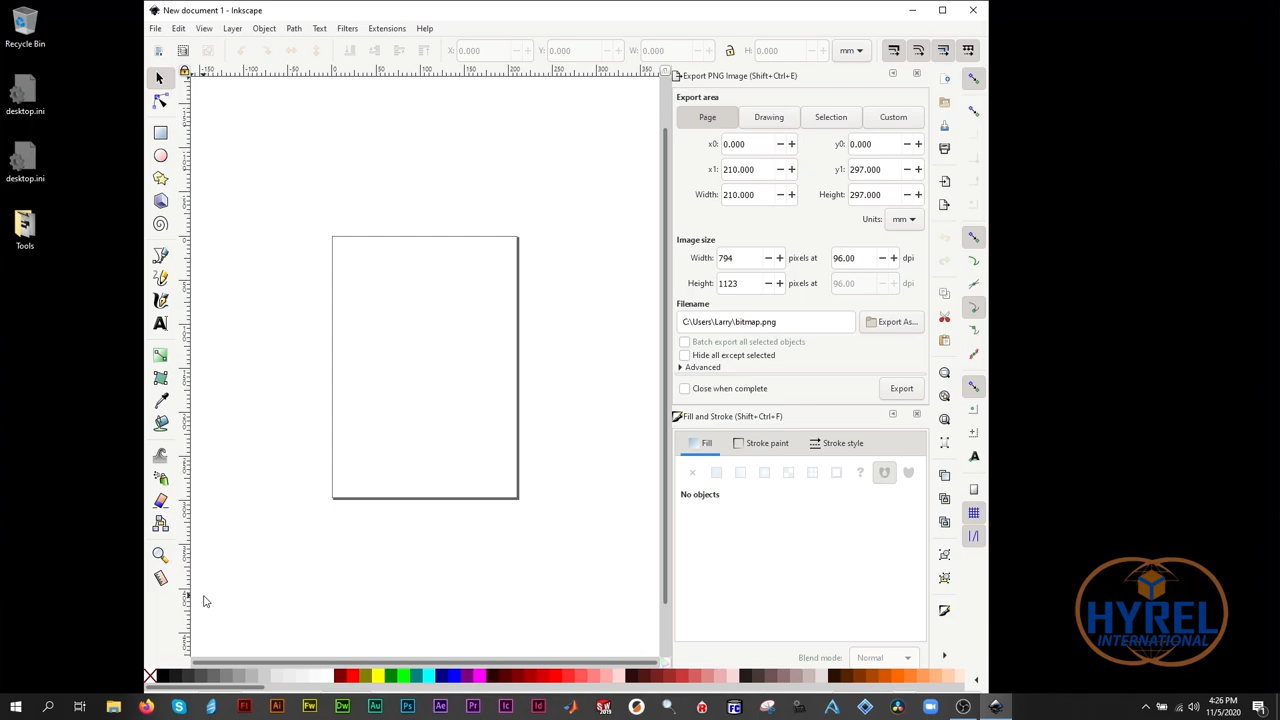 Recycle Bin
desktop.ini
desktop.ini
Tools
New document 1 - Inkscape
File Edit View Layer Object Path Text Filters Extensions Help
X: 0.000 Y: 0.000 W: 0.000 H: 0.000 mm
Export PNG Image (Shift+Ctrl+E)
Export area
Page Drawing Selection Custom
x0: 0.000 y0: 0.000
x1: 210.000 y1: 297.000
Width: 210.000 Height: 297.000
Units: mm
Image size
Width: 794 pixels at 96.00 dpi
Height: 1123 pixels at 96.00 dpi
Filename
C:\Users\Larry\bitmap.png Export As...
Batch export all selected objects
Hide all except selected
Advanced
Close when complete Export
Fill and Stroke (Shift+Ctrl+F)
Fill Stroke paint Stroke style
No objects
Blend mode: Normal
HYREL
INTERNATIONAL
4:26 PM
11/5/2020